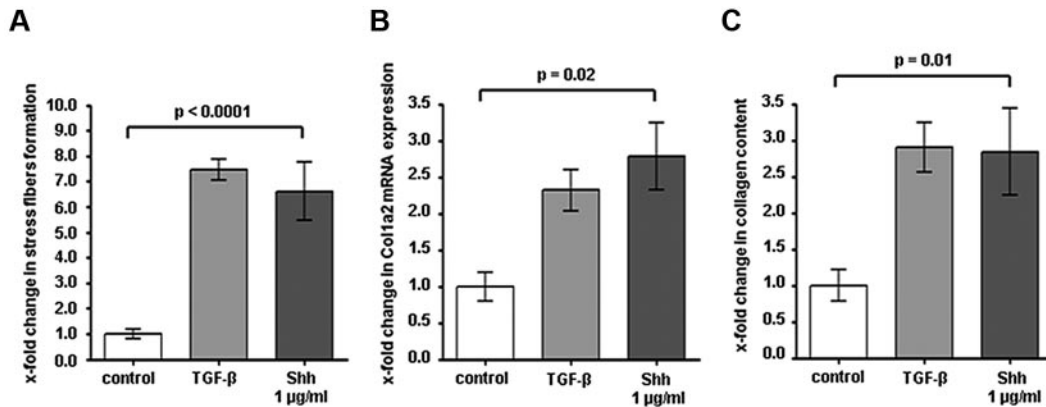 A
x-fold change in stress fibers formation
10.0
9.0
8.0
7.0
6.0
5.0
4.0
3.0
2.0
1.0
0.0
p < 0.0001
control
TGF-β
Shh
1 µg/ml
B
x-fold change in Col1a2 mRNA expression
3.5
3.0
2.5
2.0
1.5
1.0
0.5
0.0
p = 0.02
control
TGF-β
Shh
1 µg/ml
C
x-fold change in collagen content
3.5
3.0
2.5
2.0
1.5
1.0
0.5
0.0
p = 0.01
control
TGF-β
Shh
1 µg/ml